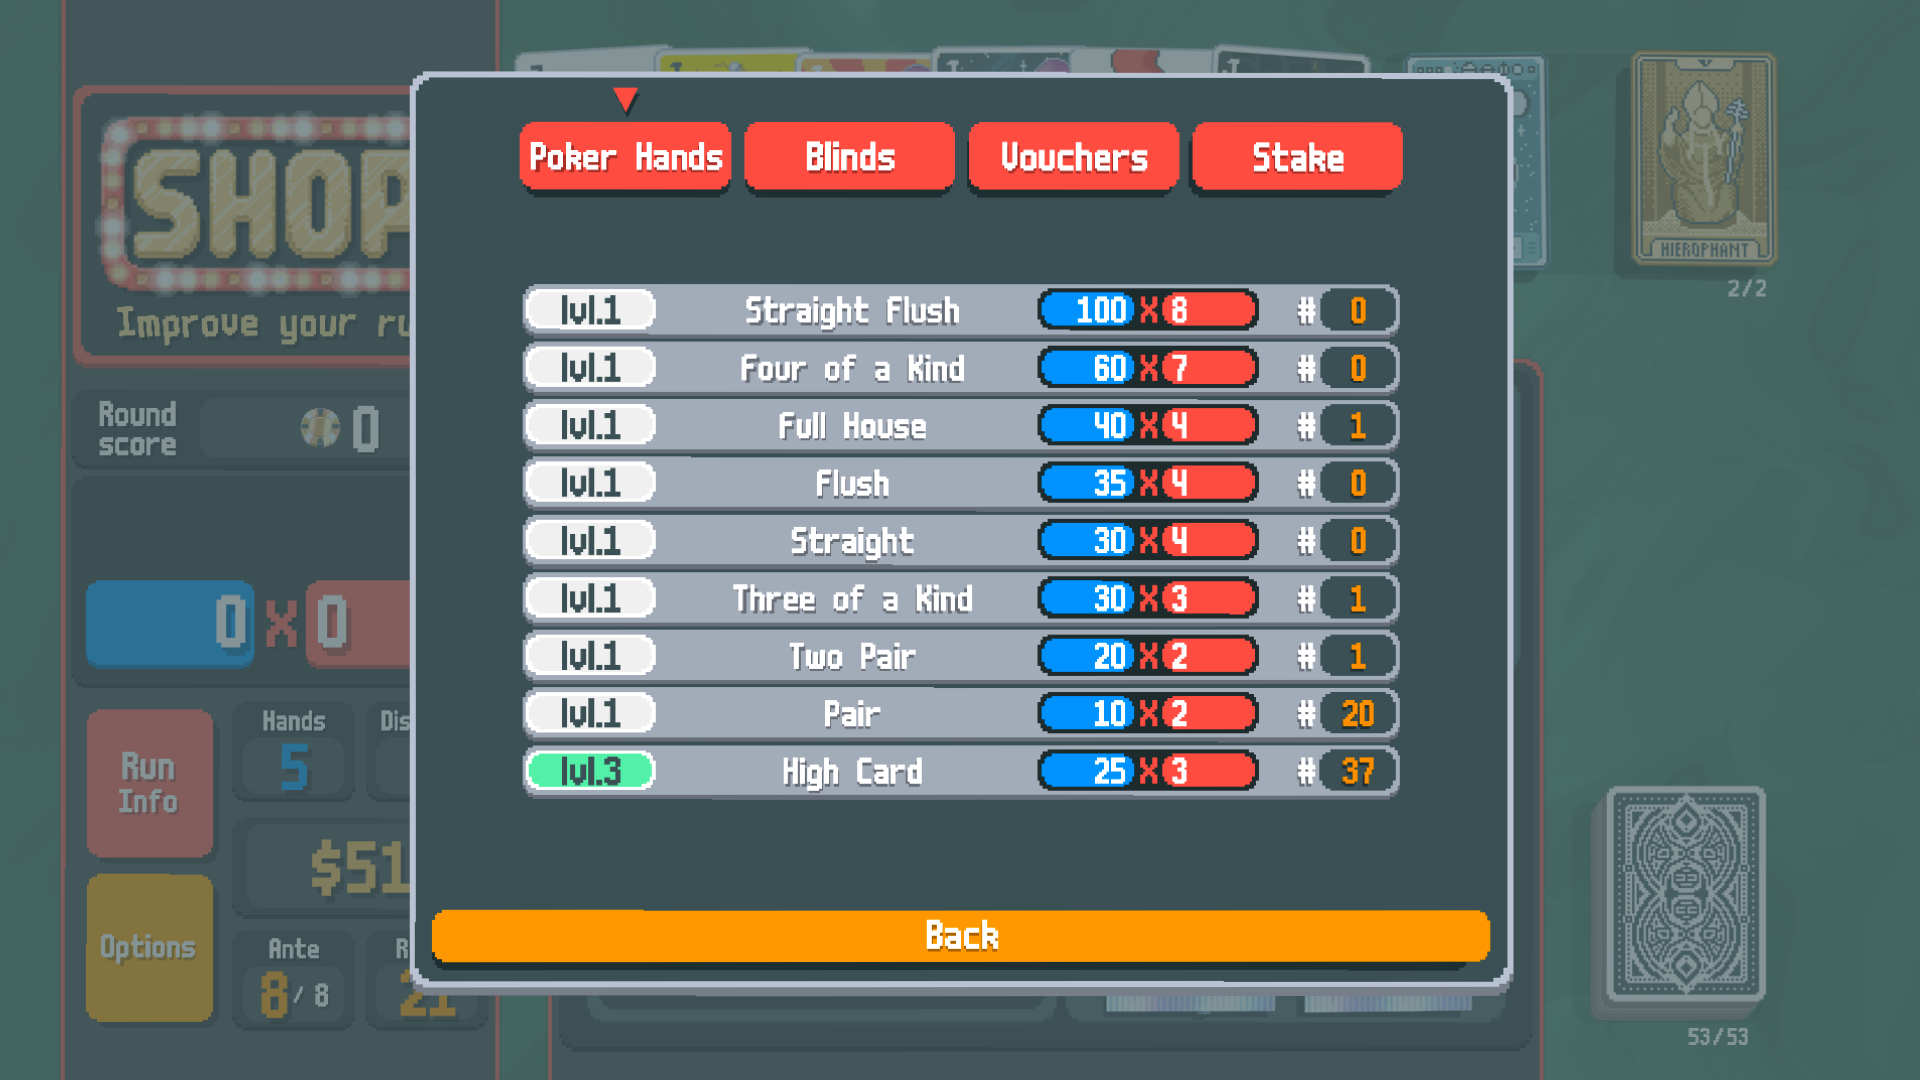 Poker Hands
Blinds
Vouchers
Stake
SHOP
Improve your ru
HIEROPHANT
2/2
lvl.1 Straight Flush 100 X 8 # 0
lvl.1 Four of a Kind 60 X 7 # 0
lvl.1 Full House 40 X 4 # 1
lvl.1 Flush 35 X 4 # 0
lvl.1 Straight 30 X 4 # 0
lvl.1 Three of a Kind 30 X 3 # 1
lvl.1 Two Pair 20 X 2 # 1
lvl.1 Pair 10 X 2 # 20
lvl.3 High Card 25 X 3 # 37
Round
score
0
0 X 0
Run
Info
Hands
5
Dis
$51
Options
Ante
8 / 8
R
21
Back
53/53